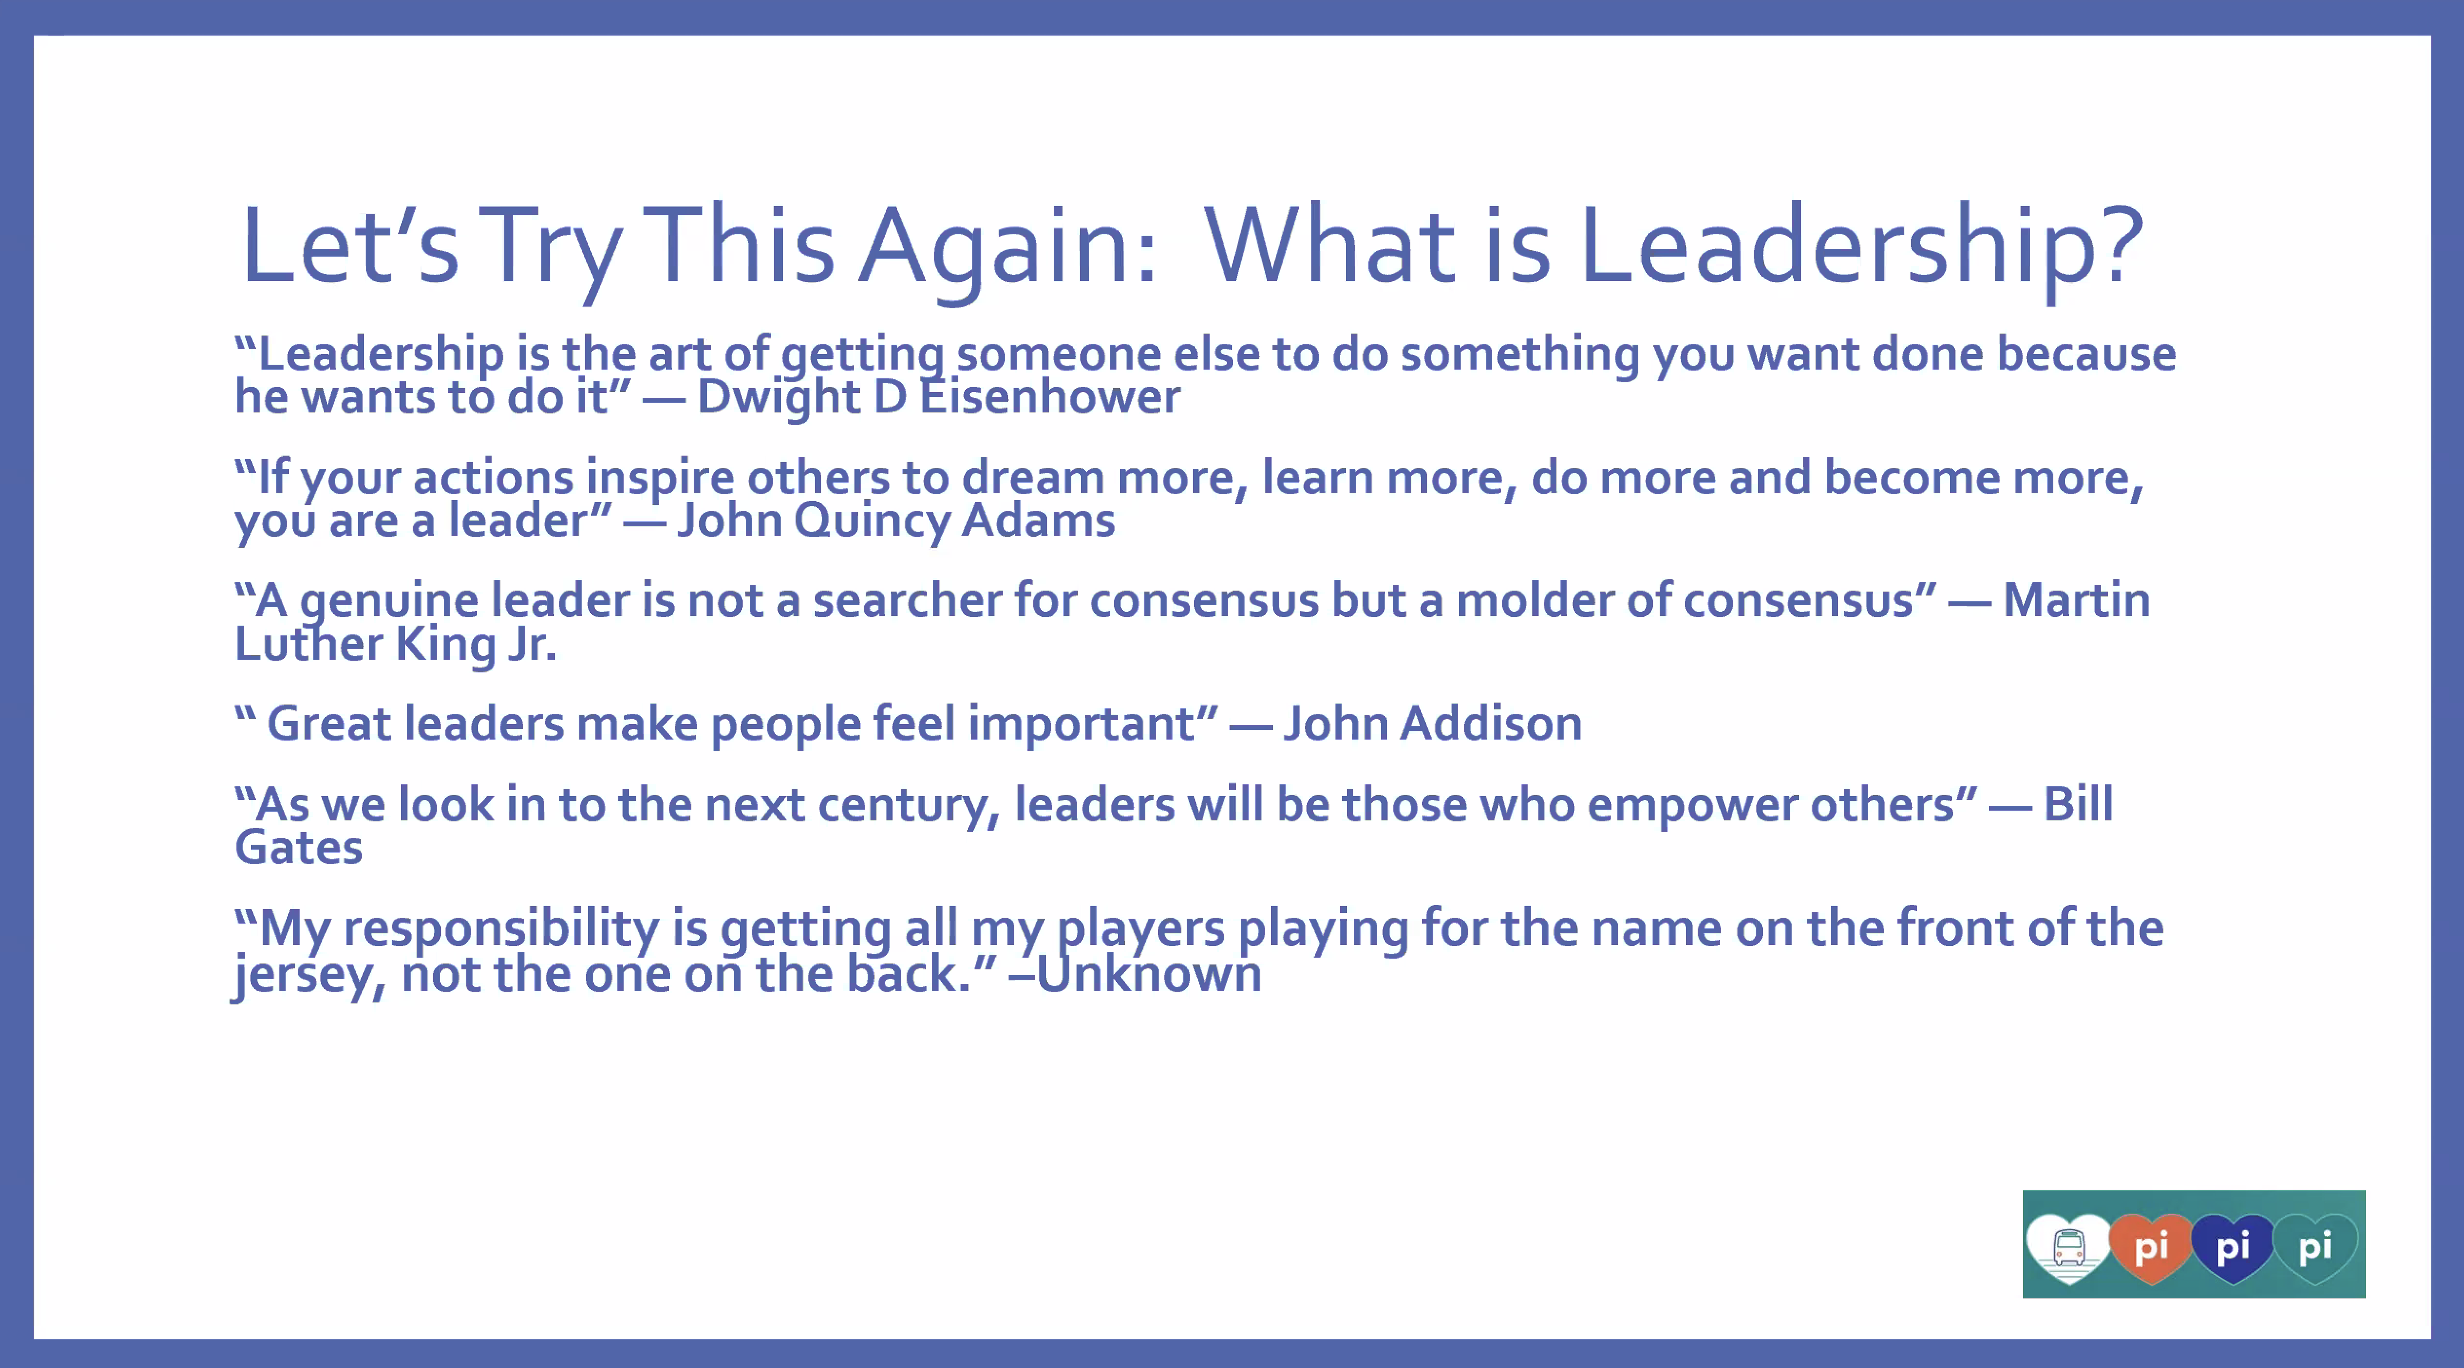 Let’s Try This Again:  What is Leadership?
“Leadership is the art of getting someone else to do something you want done because
he wants to do it” — Dwight D Eisenhower
“If your actions inspire others to dream more, learn more, do more and become more,
you are a leader” — John Quincy Adams
“A genuine leader is not a searcher for consensus but a molder of consensus” — Martin
Luther King Jr.
“ Great leaders make people feel important” — John Addison
“As we look in to the next century, leaders will be those who empower others” — Bill
Gates
“My responsibility is getting all my players playing for the name on the front of the
jersey, not the one on the back.” –Unknown
pi pi pi